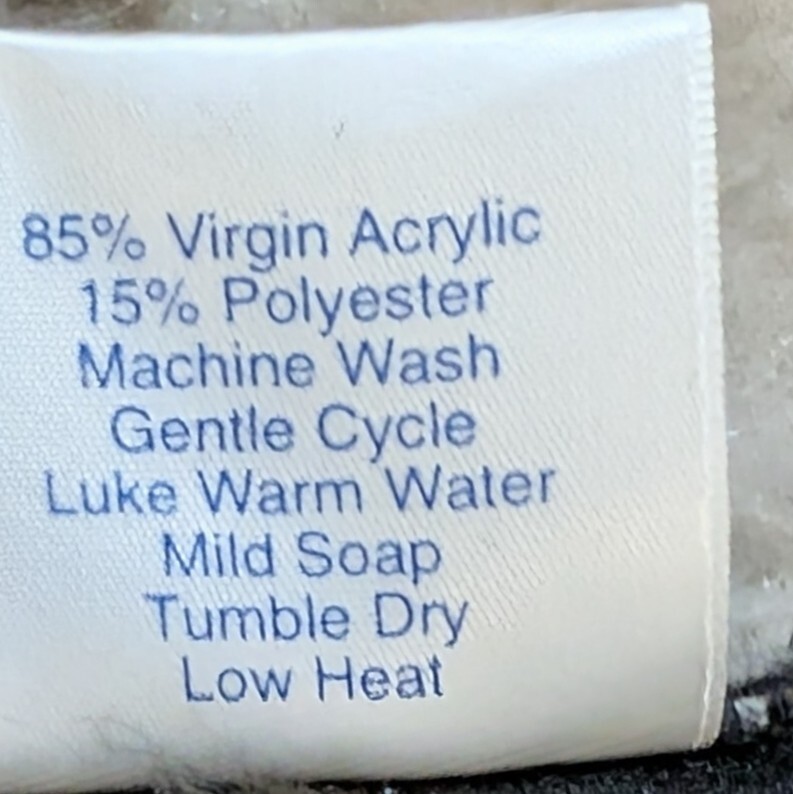 85% Virgin Acrylic
15% Polyester
Machine Wash
Gentle Cycle
Luke Warm Water
Mild Soap
Tumble Dry
Low Heat